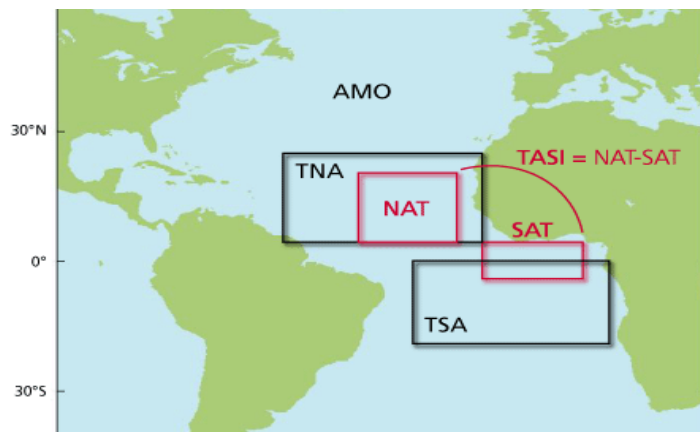 AMO
30°N
TASI = NAT-SAT
TNA
NAT
SAT
0°
TSA
30°S